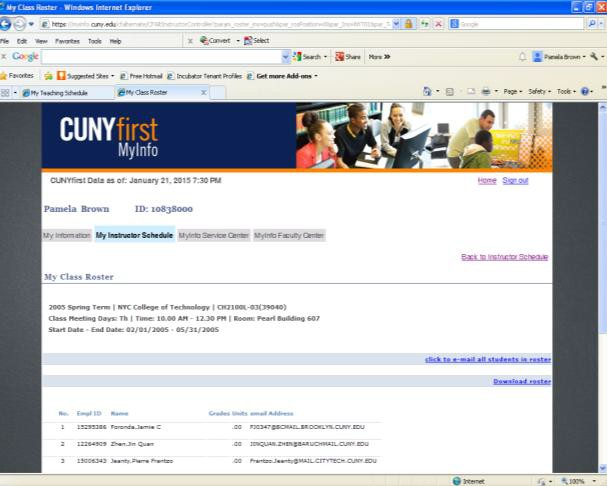 My Class Roster - Windows Internet Explorer
File Edit View Favorites Tools Help
x Convert Select
x Google Search Share More >> Pamela Brown
Favorites Suggested Sites Free Hotmail Incubator Tenant Profiles Get more Add-ons
My Teaching Schedule My Class Roster X Page Safety Tools
CUNYfirst
MyInfo
CUNYfirst Data as of: January 21, 2015 7:30 PM Home Sign out
Pamela Brown ID: 10838000
My Information My Instructor Schedule MyInfo Service Center MyInfo Faculty Center
Back to Instructor Schedule
My Class Roster
2005 Spring Term | NYC College of Technology | CH2100L-03(39040)
Class Meeting Days: Th | Time: 10.00 AM - 12.30 PM | Room: Pearl Building 607
Start Date - End Date: 02/01/2005 - 05/31/2005
click to e-mail all students in roster
Download roster
No. Empl ID Name Grades Units email Address
1 15295386 Foronda,Jamie C .00 FJ0347@BCMAIL.BROOKLYN.CUNY.EDU
2 12264909 Zhen,Jin Quan .00 JINQUAN.ZHEN@BARUCHMAIL.CUNY.EDU
3 15006343 Jeanty,Pierre Frantzo .00 Frantzo.Jeanty@MAIL.CITYTECH.CUNY.EDU
Internet 100%